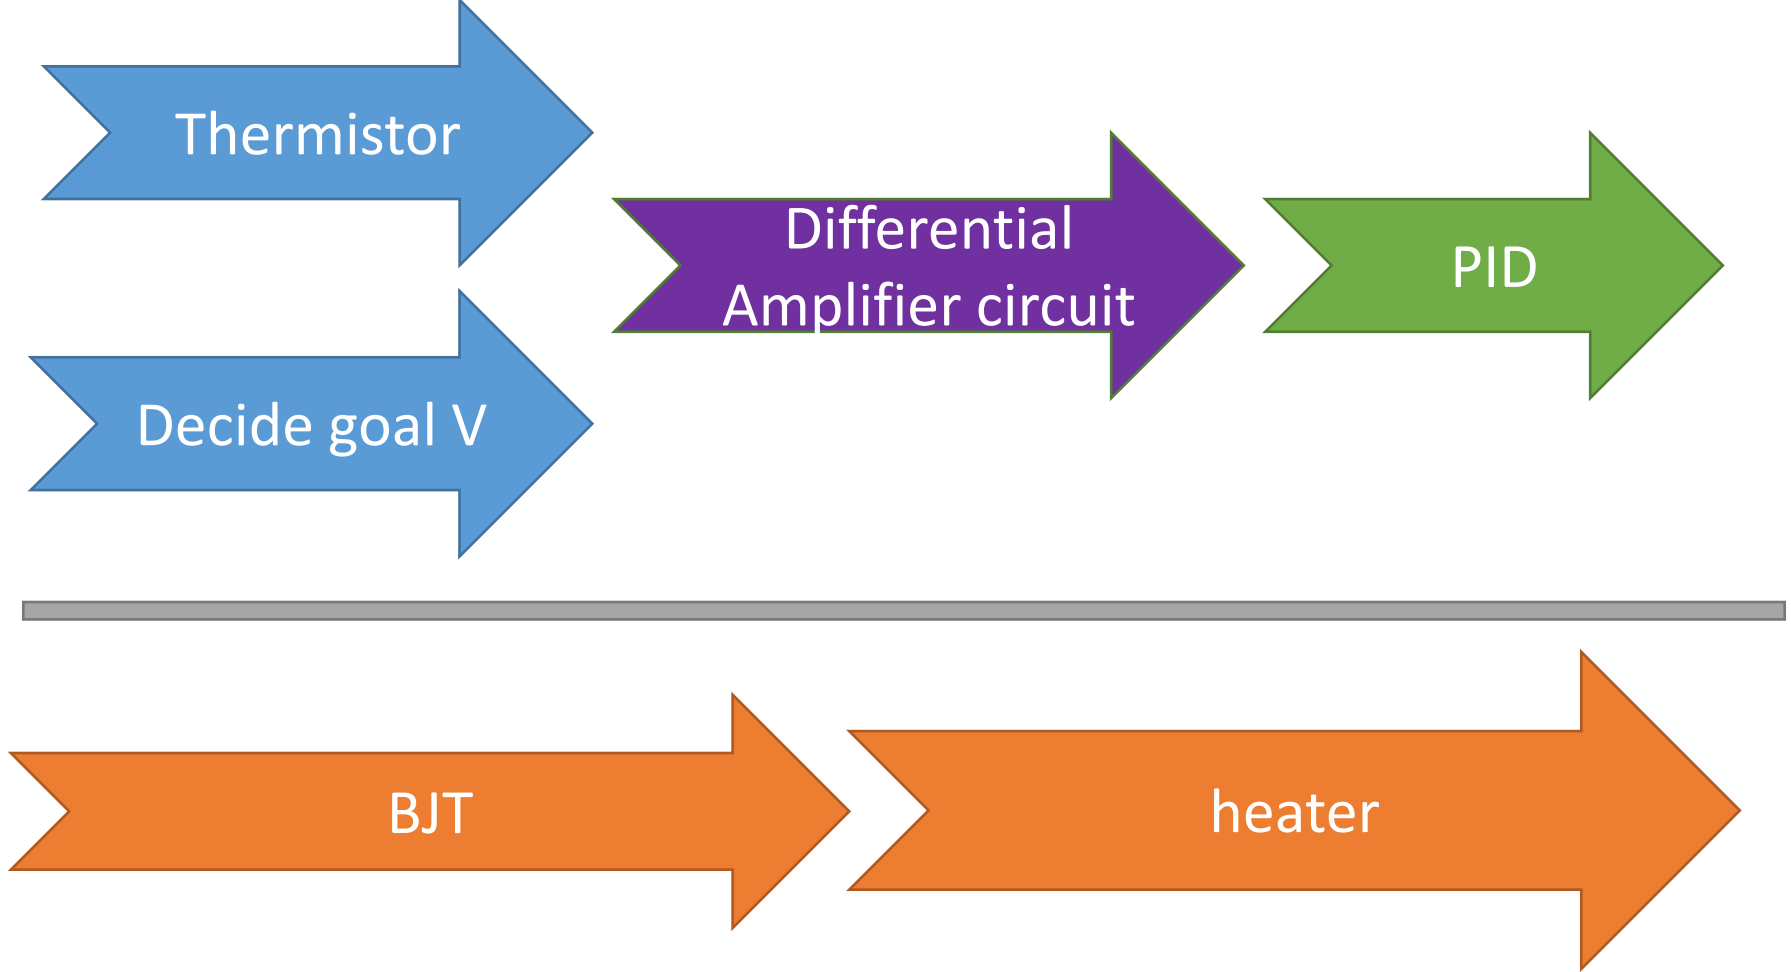 Thermistor
Decide goal V
Differential
Amplifier circuit
PID
BJT
heater